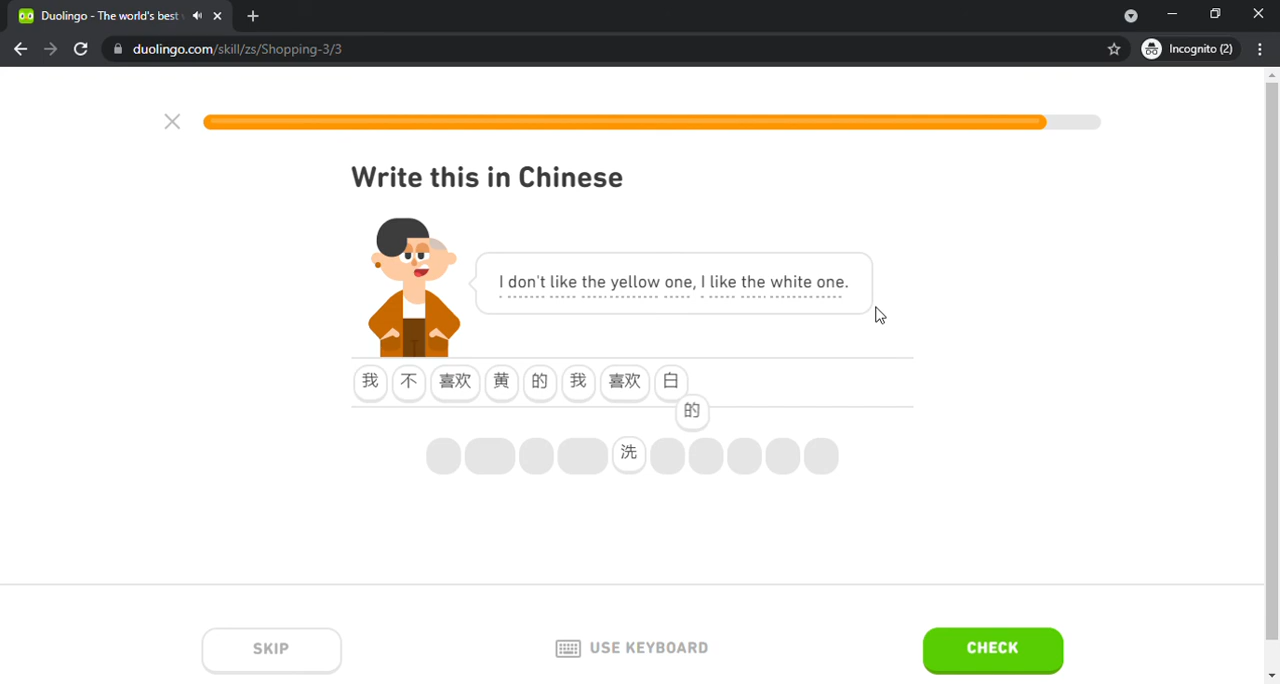 Duolingo - The world's best
duolingo.com/skill/zs/Shopping-3/3
Incognito (2)
Write this in Chinese
I don't like the yellow one, I like the white one.
我 不 喜欢 黄 的 我 喜欢 白
的
洗
SKIP
USE KEYBOARD
CHECK